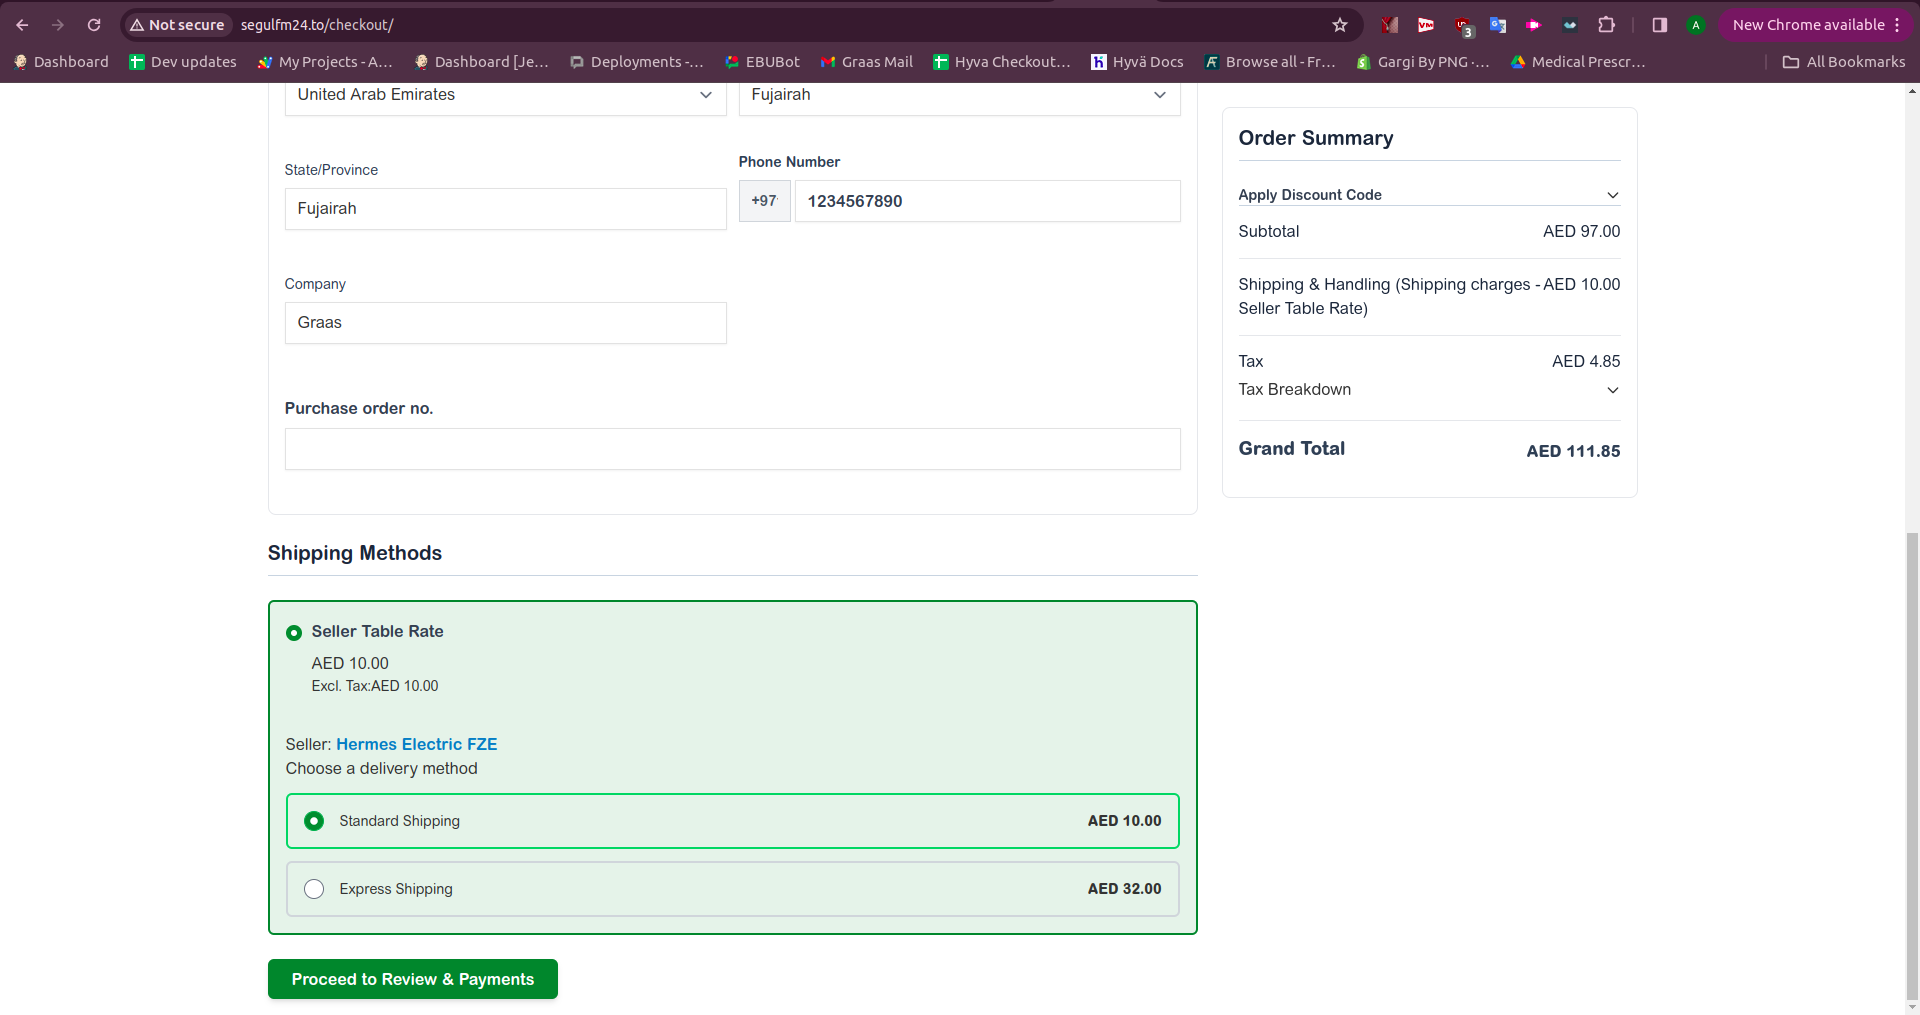 Not secure segulfm24.to/checkout/
3
A
New Chrome available
Dashboard
Dev updates
My Projects - A...
Dashboard [Je...
Deployments -...
EBUBot
Graas Mail
Hyva Checkout...
Hyvä Docs
Browse all - Fr...
Gargi By PNG ·...
Medical Prescr...
All Bookmarks
United Arab Emirates
Fujairah
State/Province
Fujairah
Phone Number
+97
1234567890
Company
Graas
Purchase order no.
Order Summary
Apply Discount Code
Subtotal AED 97.00
Shipping & Handling (Shipping charges - AED 10.00
Seller Table Rate)
Tax AED 4.85
Tax Breakdown
Grand Total AED 111.85
Shipping Methods
Seller Table Rate
AED 10.00
Excl. Tax:AED 10.00
Seller: Hermes Electric FZE
Choose a delivery method
Standard Shipping AED 10.00
Express Shipping AED 32.00
Proceed to Review & Payments